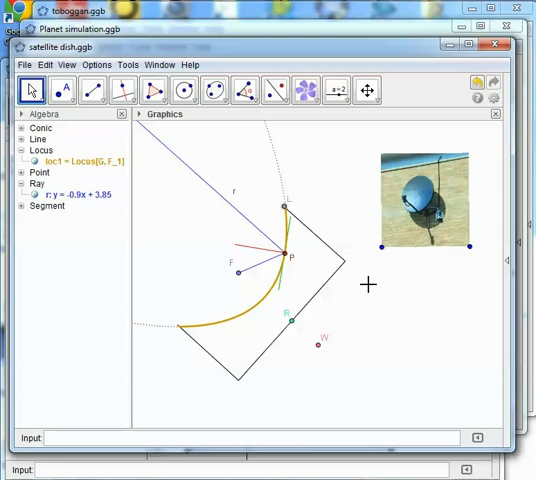 toboggan.ggb
Planet simulation.ggb
satellite dish.ggb
File Edit View Options Tools Window Help
A
a=2
Algebra
Graphics
Conic
Line
Locus
loc1 = Locus[G, F_1]
Point
Ray
r: y = -0.9x + 3.85
Segment
r
L
P
F
R
W
Input:
Input: